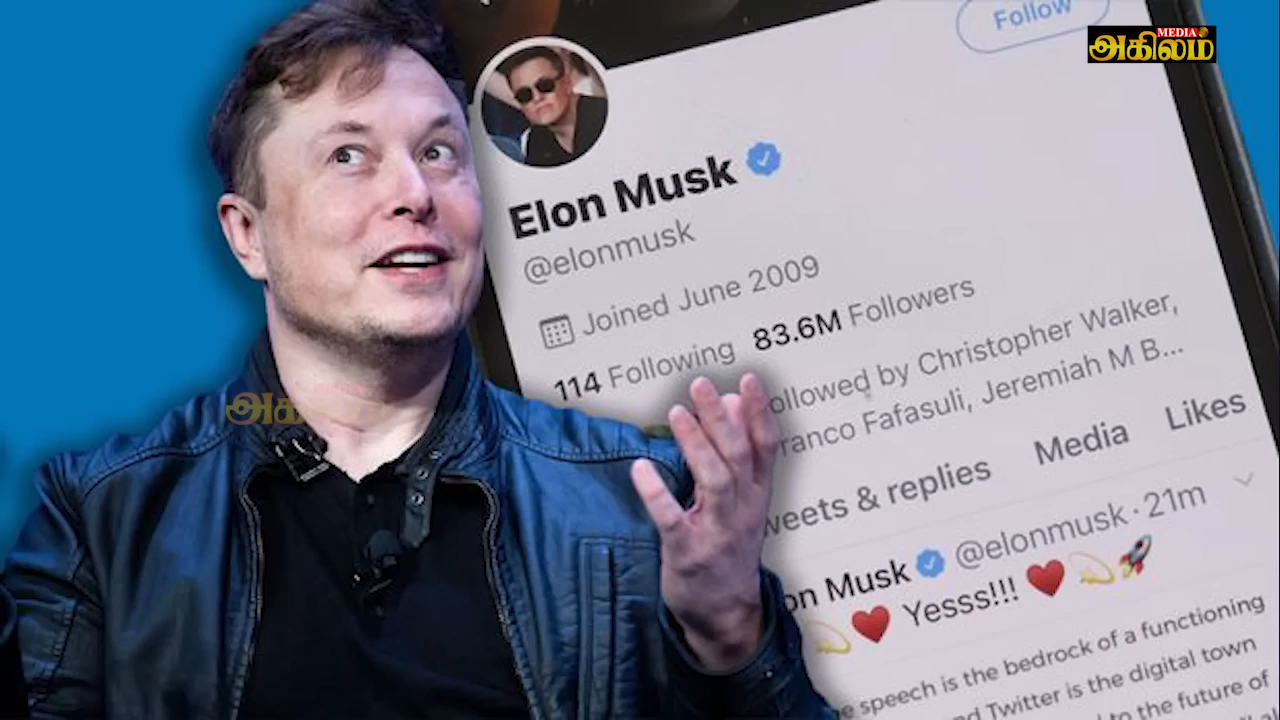 Follow
MEDIA
அகிலம்
Elon Musk
@elonmusk
Joined June 2009
114 Following 83.6M Followers
ollowed by Christopher Walker,
ranco Fafasuli, Jeremiah M B...
weets & replies Media Likes
on Musk @elonmusk · 21m
💫 ❤️ Yesss!!! ❤️ 💫 🚀
e speech is the bedrock of a functioning
nd Twitter is the digital town
to the future of
அகி